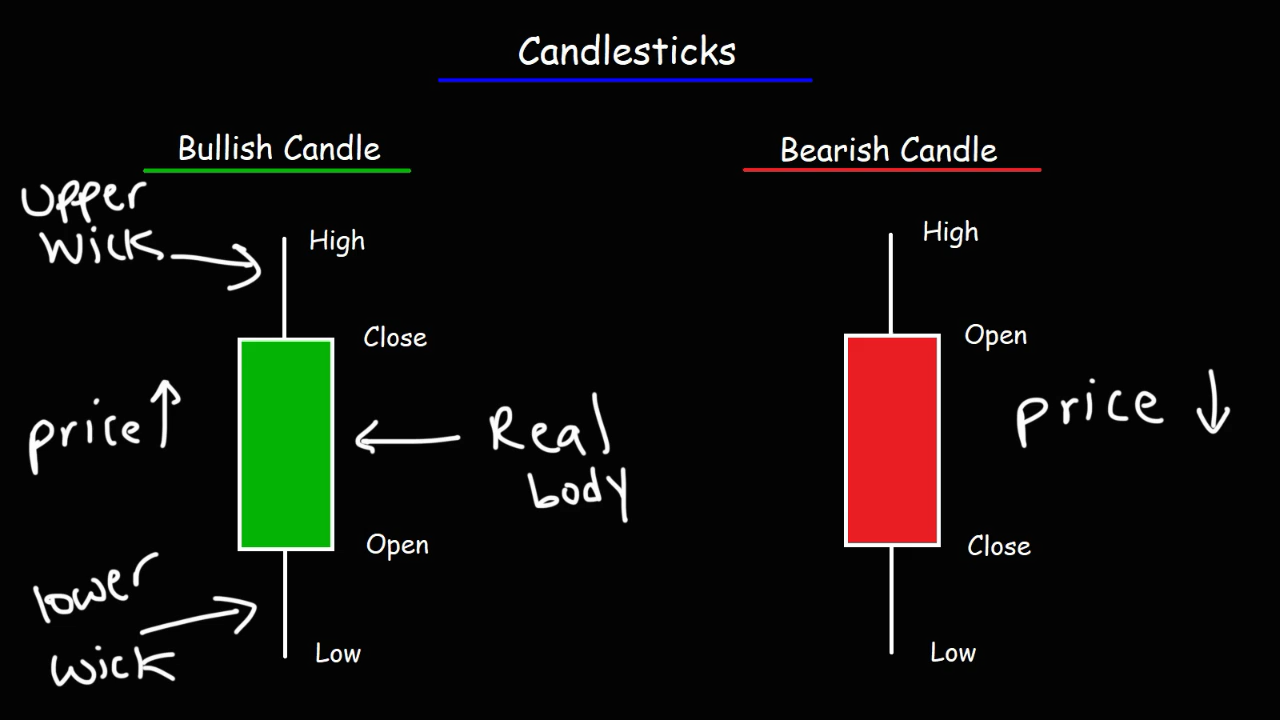 Candlesticks
Bullish Candle
Upper
wick
High
Close
price ↑
Real
body
Open
lower
wick
Low
Bearish Candle
High
Open
price ↓
Close
Low